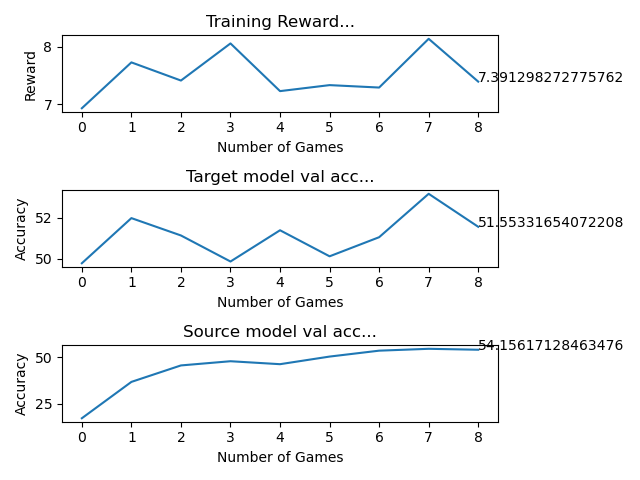 Training Reward...
8
7
Reward
7.391298272775762
0 1 2 3 4 5 6 7 8
Number of Games
Target model val acc...
52
50
Accuracy
51.55331654072208
0 1 2 3 4 5 6 7 8
Number of Games
Source model val acc...
50
25
Accuracy
54.15617128463476
0 1 2 3 4 5 6 7 8
Number of Games